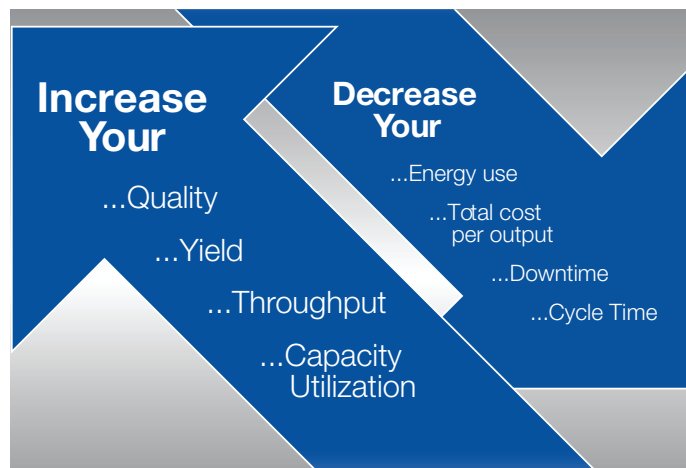 Increase
Your
...Quality
...Yield
...Throughput
...Capacity
Utilization
Decrease
Your
...Energy use
...Total cost
per output
...Downtime
...Cycle Time